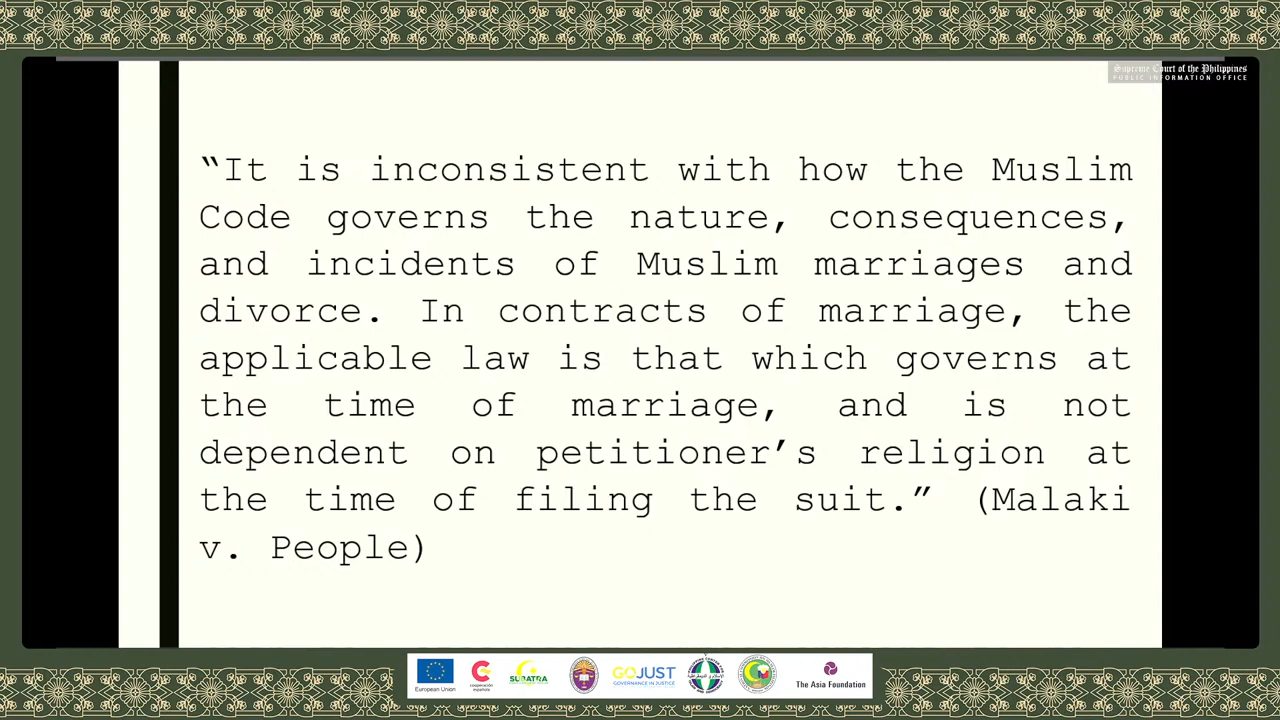 Supreme Court of the Philippines
PUBLIC INFORMATION OFFICE
“It is inconsistent with how the Muslim
Code governs the nature, consequences,
and incidents of Muslim marriages and
divorce. In contracts of marriage, the
applicable law is that which governs at
the time of marriage, and is not
dependent on petitioner’s religion at
the time of filing the suit.” (Malaki
v. People)
European Union
cooperación
española
SUBATRA
GOJUST
GOVERNANCE IN JUSTICE
The Asia Foundation